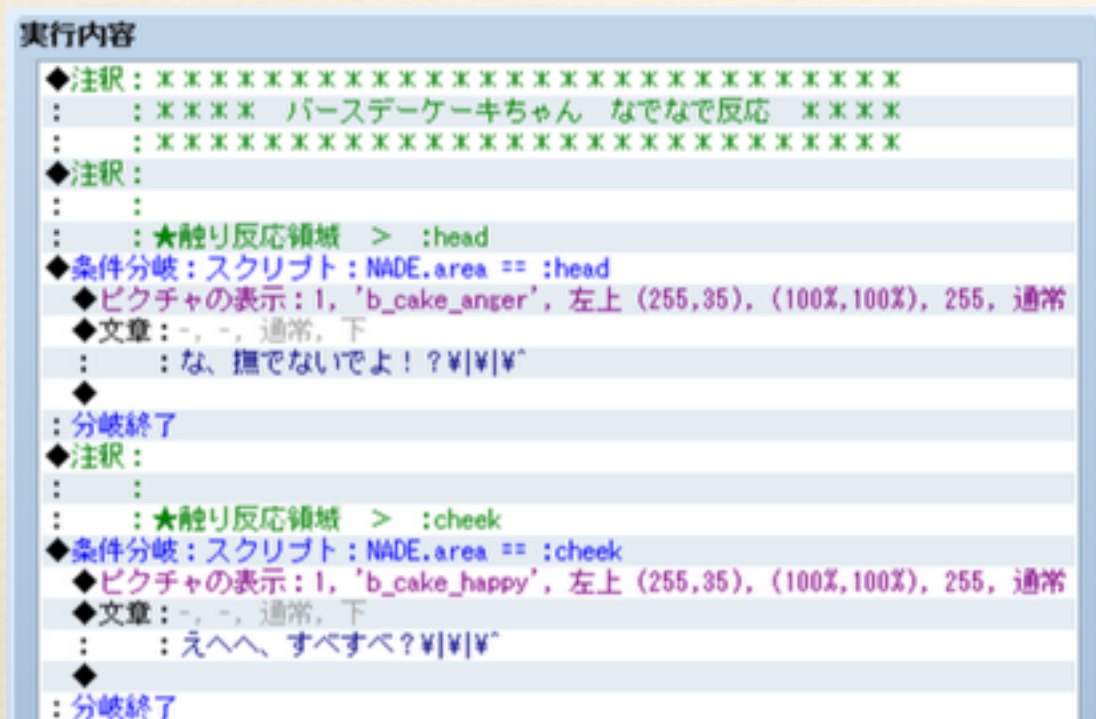 実行内容
◆注釈：＊＊＊＊＊＊＊＊＊＊＊＊＊＊＊＊＊＊＊＊＊＊＊＊＊＊＊＊
：　　：＊＊＊＊　バースデーケーキちゃん　なでなで反応　＊＊＊＊
：　　：＊＊＊＊＊＊＊＊＊＊＊＊＊＊＊＊＊＊＊＊＊＊＊＊＊＊＊＊
◆注釈：
：　　：
：　　：★触り反応領域　＞　:head
◆条件分岐：スクリプト：NADE.area == :head
◆ピクチャの表示：1, 'b_cake_anger', 左上 (255,35), (100%,100%), 255, 通常
◆文章：-, -, 通常, 下
：　　：な、撫でないでよ！？¥|¥|¥^
◆
：分岐終了
◆注釈：
：　　：
：　　：★触り反応領域　＞　:cheek
◆条件分岐：スクリプト：NADE.area == :cheek
◆ピクチャの表示：1, 'b_cake_happy', 左上 (255,35), (100%,100%), 255, 通常
◆文章：-, -, 通常, 下
：　　：えへへ、すべすべ？¥|¥|¥^
◆
：分岐終了